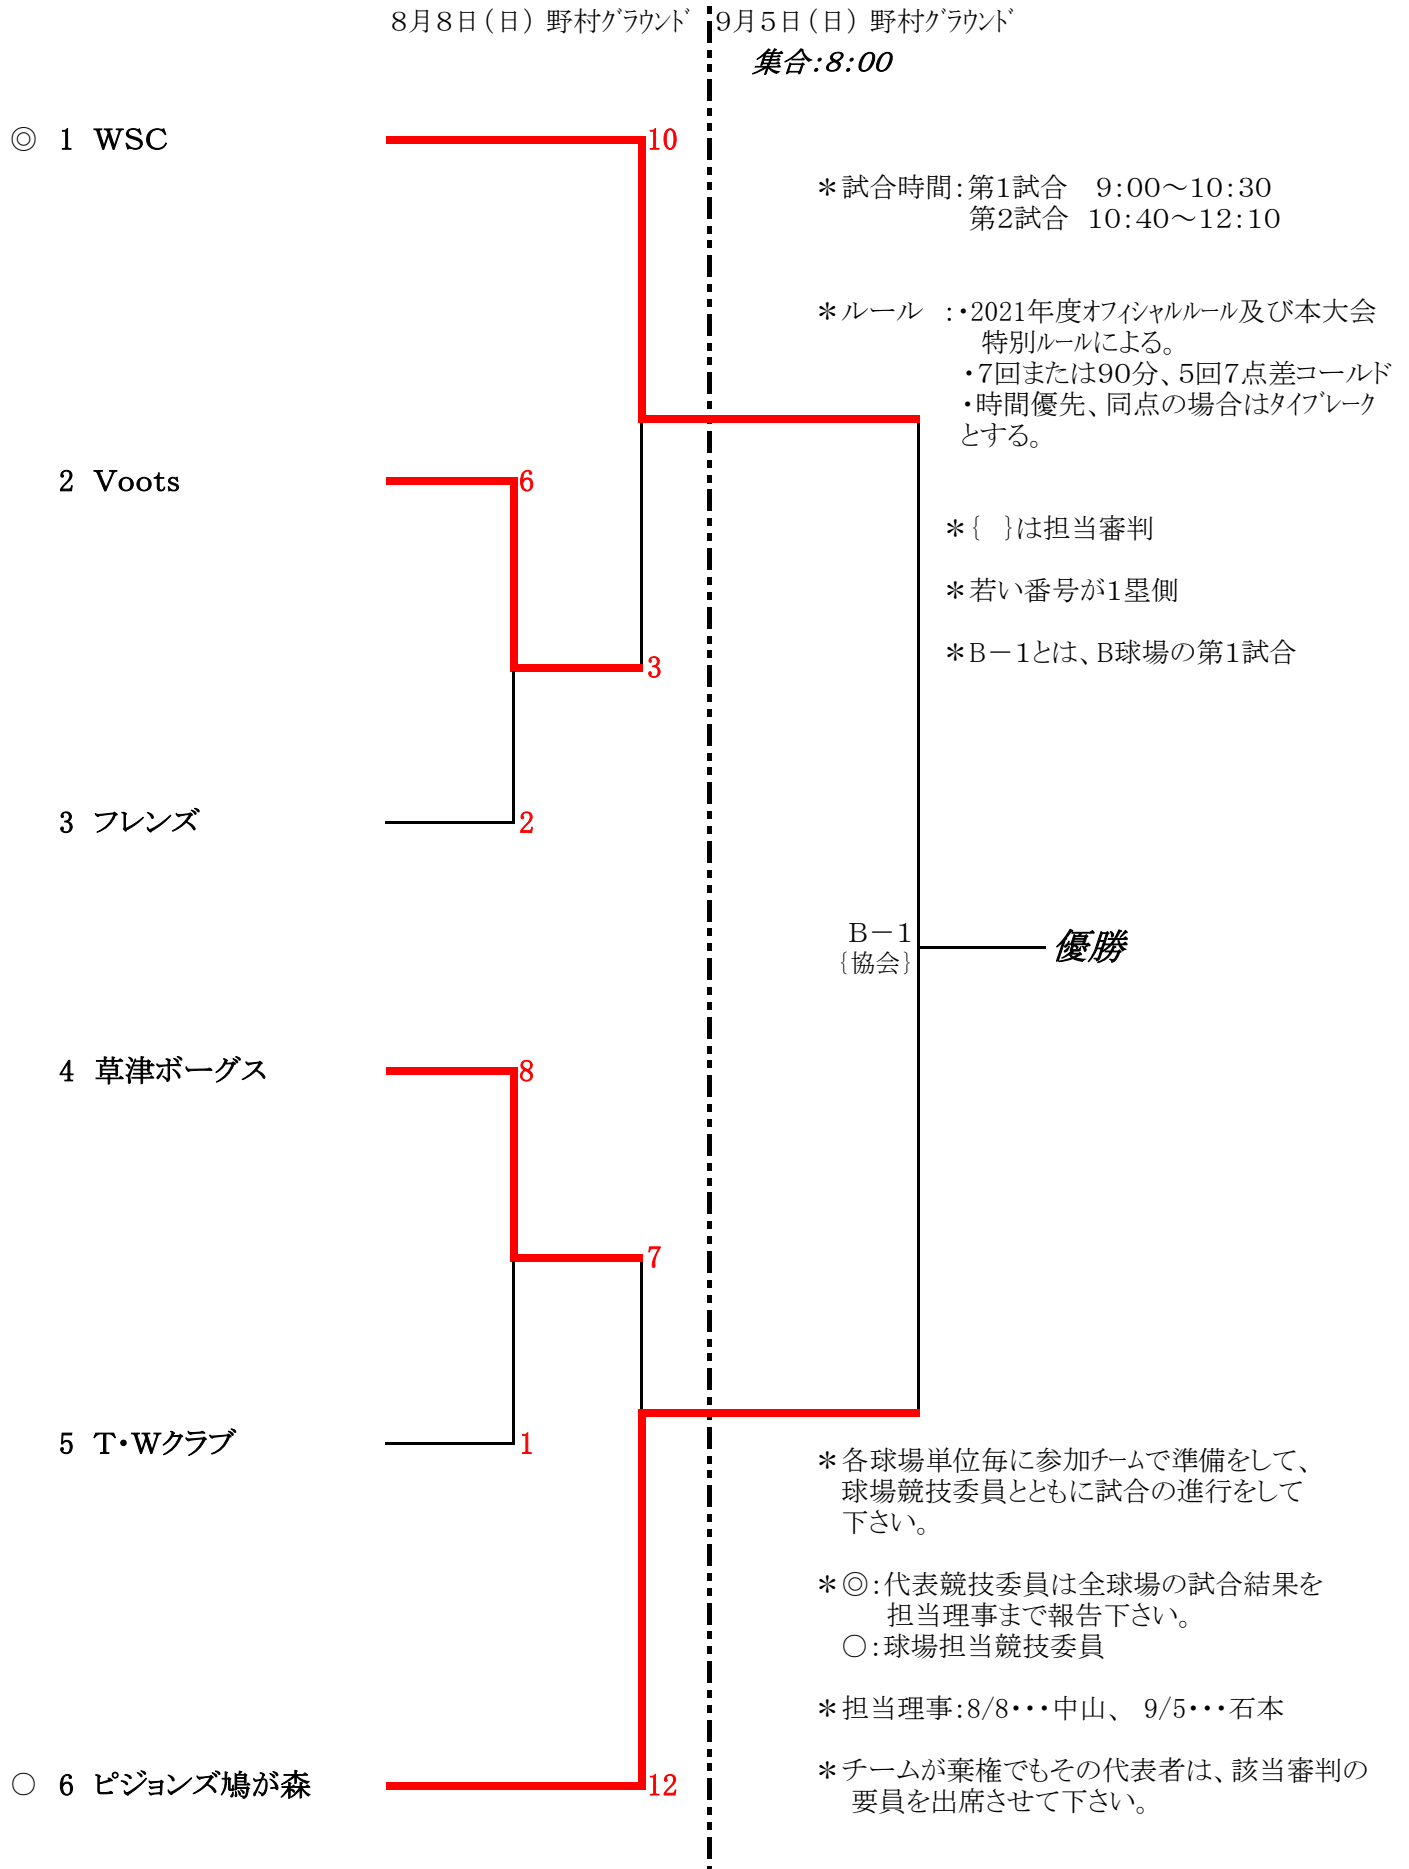 8月8日(日) 野村ｸﾞﾗｳﾝﾄﾞ
9月5日(日) 野村ｸﾞﾗｳﾝﾄﾞ
集合:8:00
◎ 1 WSC
10
*試合時間:第1試合 9:00～10:30
第2試合 10:40～12:10
*ルール :・2021年度ｵﾌｨｼｬﾙﾙｰﾙ及び本大会
特別ﾙｰﾙによる。
・7回または90分、5回7点差コールド
・時間優先、同点の場合はﾀｲﾌﾞﾚｰｸ
とする。
2 Voots
6
*{ }は担当審判
*若い番号が1塁側
*B－1とは、B球場の第1試合
3
3 フレンズ
2
B－1
{協会}
優勝
4 草津ボーグス
8
7
5 T・Wクラブ
1
*各球場単位毎に参加ﾁｰﾑで準備をして、
球場競技委員とともに試合の進行をして
下さい。
*◎:代表競技委員は全球場の試合結果を
担当理事まで報告下さい。
○:球場担当競技委員
*担当理事:8/8・・・中山、 9/5・・・石本
○ 6 ピジョンズ鳩が森
12
*チームが棄権でもその代表者は、該当審判の
要員を出席させて下さい。